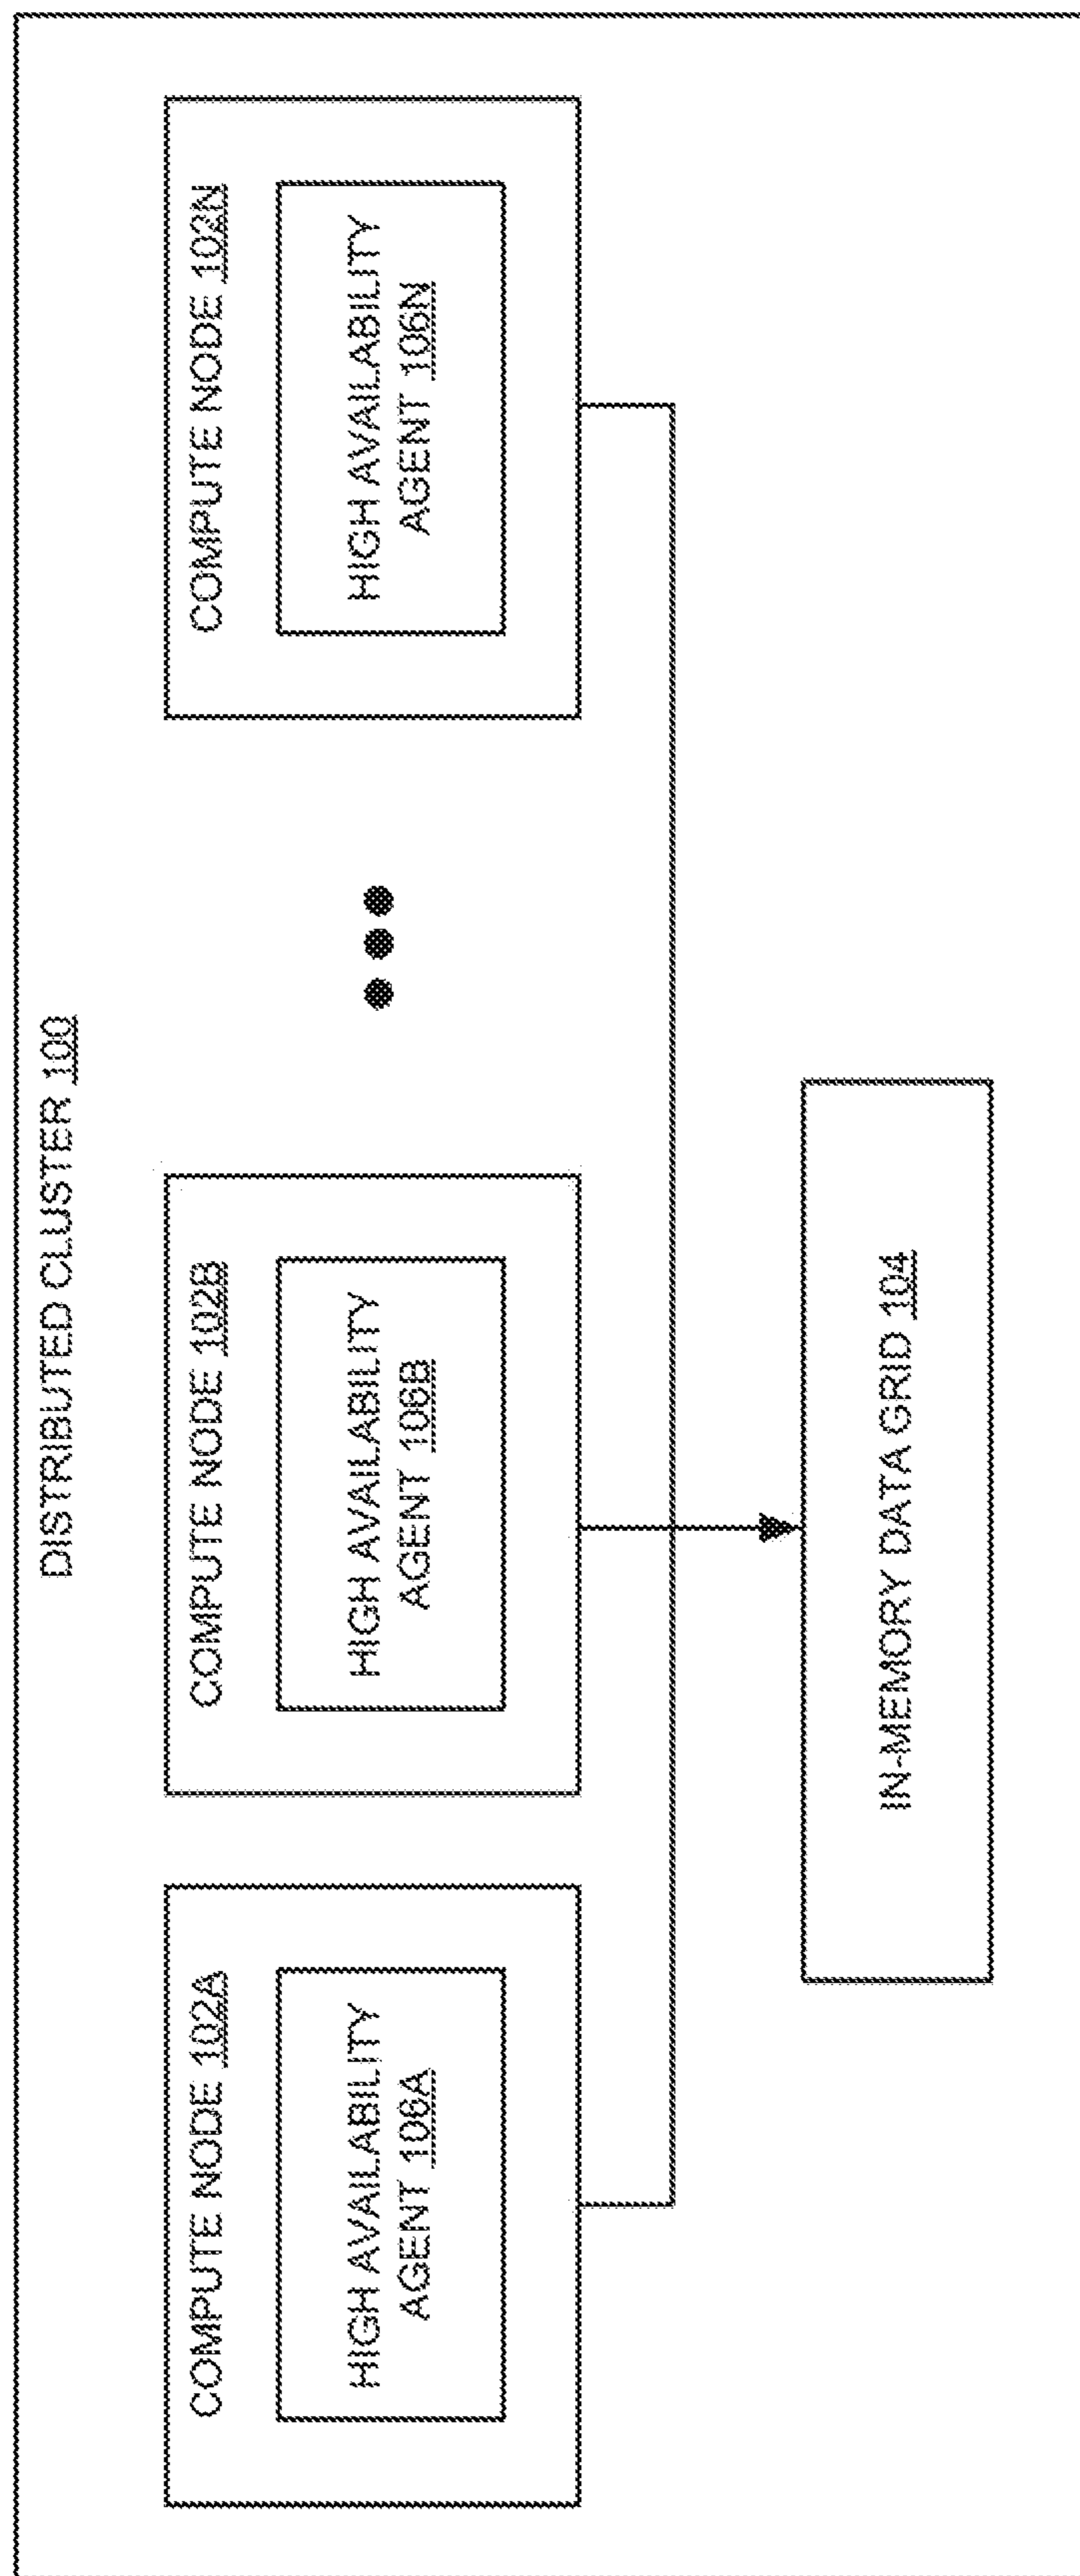 DISTRIBUTED CLUSTER 100
COMPUTE NODE 102A
HIGH AVAILABILITY
AGENT 106A
COMPUTE NODE 102B
HIGH AVAILABILITY
AGENT 106B
COMPUTE NODE 102N
HIGH AVAILABILITY
AGENT 106N
IN-MEMORY DATA GRID 104